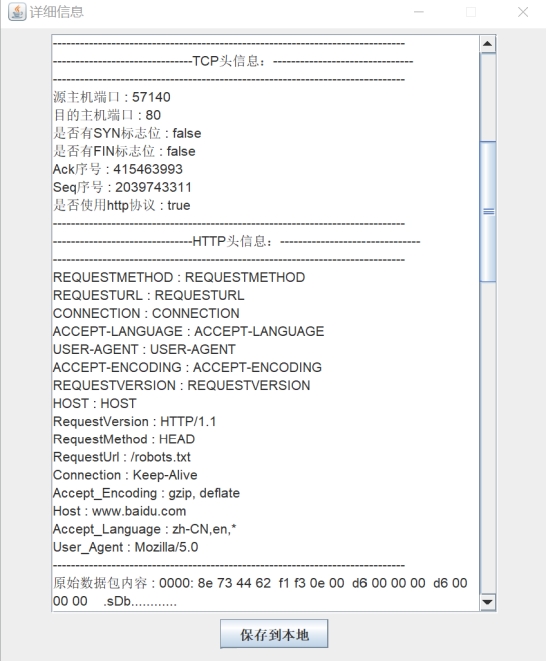 详细信息
--------------------------------------------------------------------------------
--------------------------------TCP头信息: --------------------------------
--------------------------------------------------------------------------------
源主机端口 : 57140
目的主机端口 : 80
是否有SYN标志位 : false
是否有FIN标志位 : false
Ack序号 : 415463993
Seq序号 : 2039743311
是否使用http协议 : true
--------------------------------------------------------------------------------
--------------------------------HTTP头信息: --------------------------------
--------------------------------------------------------------------------------
REQUESTMETHOD : REQUESTMETHOD
REQUESTURL : REQUESTURL
CONNECTION : CONNECTION
ACCEPT-LANGUAGE : ACCEPT-LANGUAGE
USER-AGENT : USER-AGENT
ACCEPT-ENCODING : ACCEPT-ENCODING
REQUESTVERSION : REQUESTVERSION
HOST : HOST
RequestVersion : HTTP/1.1
RequestMethod : HEAD
RequestUrl : /robots.txt
Connection : Keep-Alive
Accept_Encoding : gzip, deflate
Host : www.baidu.com
Accept_Language : zh-CN,en,*
User_Agent : Mozilla/5.0
--------------------------------------------------------------------------------
原始数据包内容 : 0000: 8e 73 44 62  f1 f3 0e 00  d6 00 00 00  d6 00
00 00    .sDb............
保存到本地